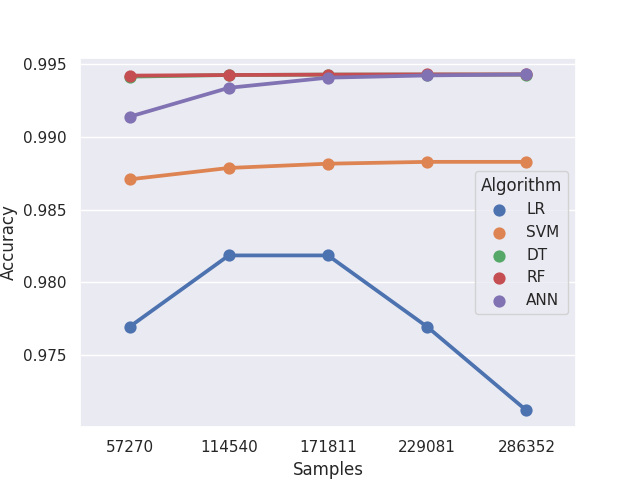 0.995
0.990
0.985
0.980
0.975
Accuracy
Algorithm
LR
SVM
DT
RF
ANN
57270 114540 171811 229081 286352
Samples